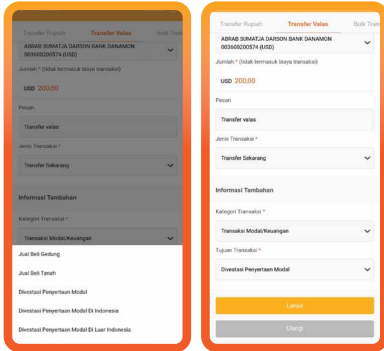 Transfer Rupiah Transfer Valas Bulk Tran
ABRAB SUMATJA DARSON BANK DANAMON
003600200574 (USD)
Jumlah * (tidak termasuk biaya transaksi)
USD 200,00
Pesan
Transfer valas
Jenis Transaksi *
Transfer Sekarang
Informasi Tambahan
Kategori Transaksi *
Transaksi Modal/Keuangan
Jual Beli Gedung
Jual Beli Tanah
Divestasi Penyertaan Modal
Divestasi Penyertaan Modal Di Indonesia
Divestasi Penyertaan Modal Di Luar Indonesia
Transfer Rupiah Transfer Valas Bulk Tran
ABRAB SUMATJA DARSON BANK DANAMON
003600200574 (USD)
Jumlah * (tidak termasuk biaya transaksi)
USD 200,00
Pesan
Transfer valas
Jenis Transaksi *
Transfer Sekarang
Informasi Tambahan
Kategori Transaksi *
Transaksi Modal/Keuangan
Tujuan Transaksi *
Divestasi Penyertaan Modal
Lanjut
Ulangi